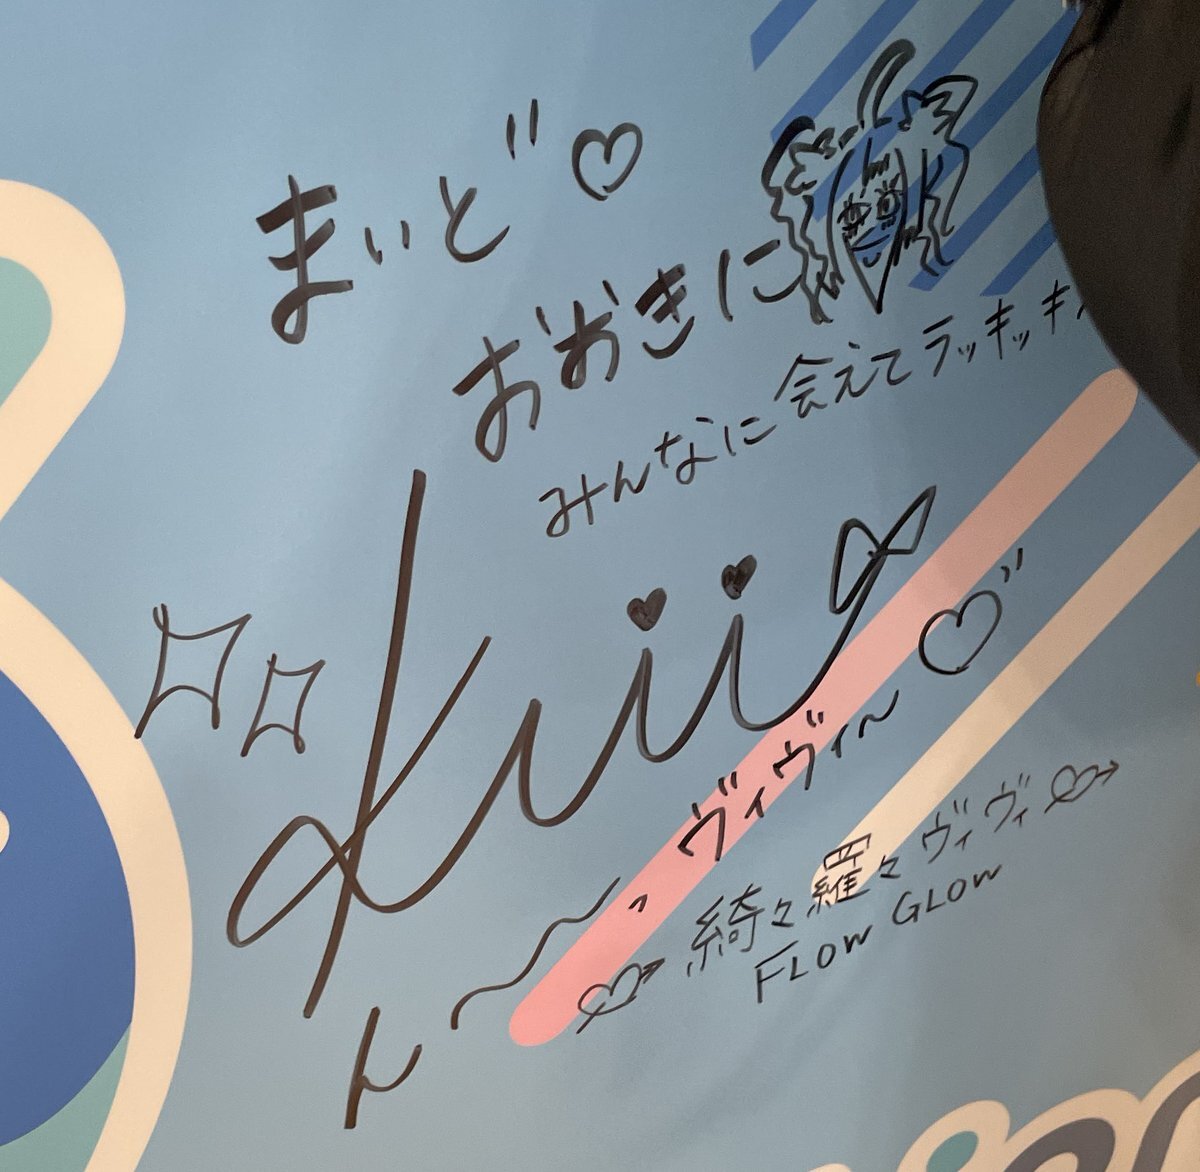 まいど♡
おおきに
みんなに会えてラッキッキ
Kiii
ん〜〜、ヴィヴィ〜♡
綺々羅々ヴィヴィ
FLOW GLOW